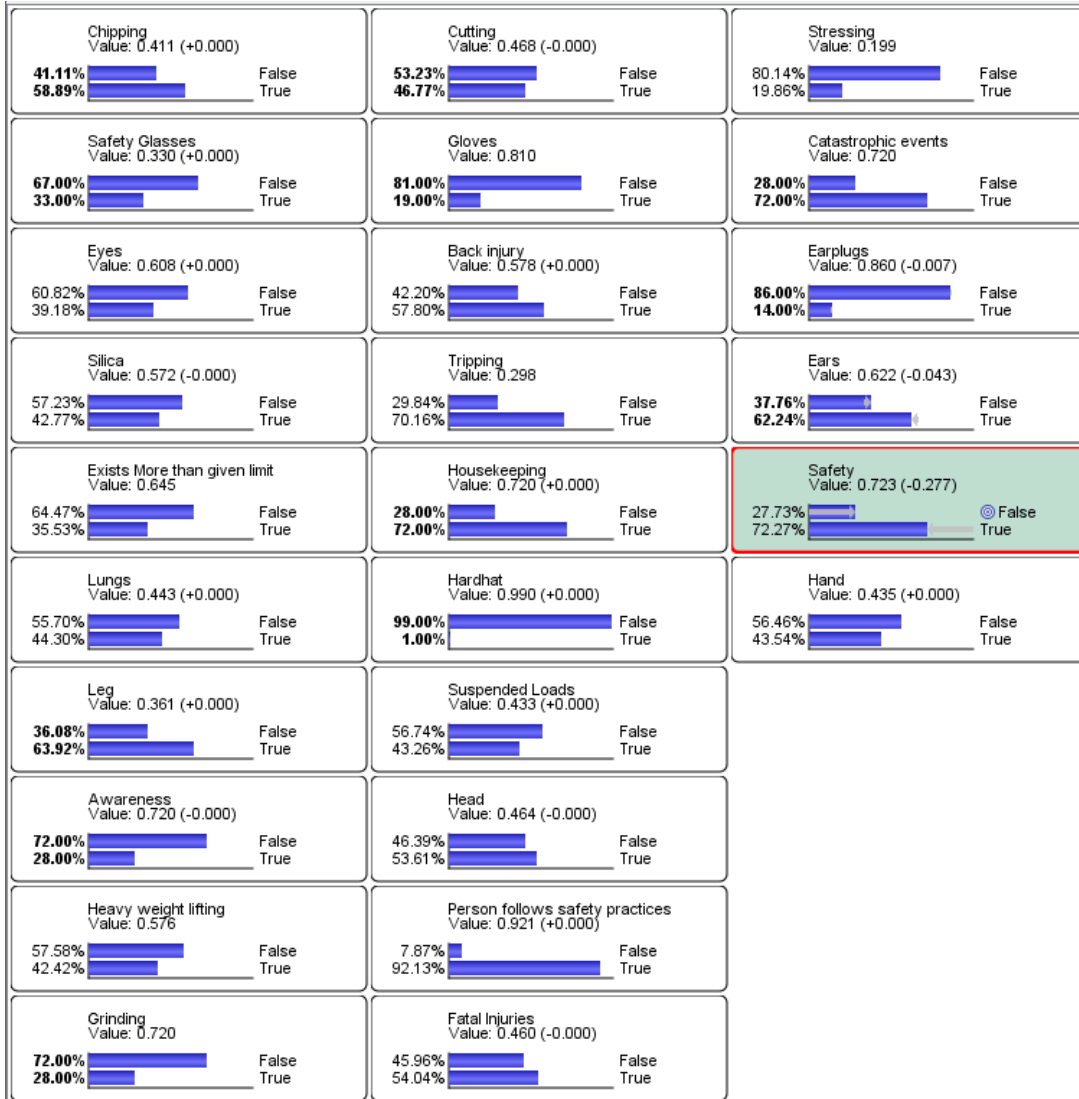 Chipping
Value: 0.411 (+0.000)
41.11% False
58.89% True
Safety Glasses
Value: 0.330 (+0.000)
67.00% False
33.00% True
Eyes
Value: 0.608 (+0.000)
60.82% False
39.18% True
Silica
Value: 0.572 (-0.000)
57.23% False
42.77% True
Exists More than given limit
Value: 0.645
64.47% False
35.53% True
Lungs
Value: 0.443 (+0.000)
55.70% False
44.30% True
Leg
Value: 0.361 (+0.000)
36.08% False
63.92% True
Awareness
Value: 0.720 (-0.000)
72.00% False
28.00% True
Heavy weight lifting
Value: 0.576
57.58% False
42.42% True
Grinding
Value: 0.720
72.00% False
28.00% True
Cutting
Value: 0.468 (-0.000)
53.23% False
46.77% True
Gloves
Value: 0.810
81.00% False
19.00% True
Back injury
Value: 0.578 (+0.000)
42.20% False
57.80% True
Tripping
Value: 0.298
29.84% False
70.16% True
Housekeeping
Value: 0.720 (+0.000)
28.00% False
72.00% True
Hardhat
Value: 0.990 (+0.000)
99.00% False
1.00% True
Suspended Loads
Value: 0.433 (+0.000)
56.74% False
43.26% True
Head
Value: 0.464 (-0.000)
46.39% False
53.61% True
Person follows safety practices
Value: 0.921 (+0.000)
7.87% False
92.13% True
Fatal Injuries
Value: 0.460 (-0.000)
45.96% False
54.04% True
Stressing
Value: 0.199
80.14% False
19.86% True
Catastrophic events
Value: 0.720
28.00% False
72.00% True
Earplugs
Value: 0.860 (-0.007)
86.00% False
14.00% True
Ears
Value: 0.622 (-0.043)
37.76% False
62.24% True
Safety
Value: 0.723 (-0.277)
27.73% False
72.27% True
Hand
Value: 0.435 (+0.000)
56.46% False
43.54% True